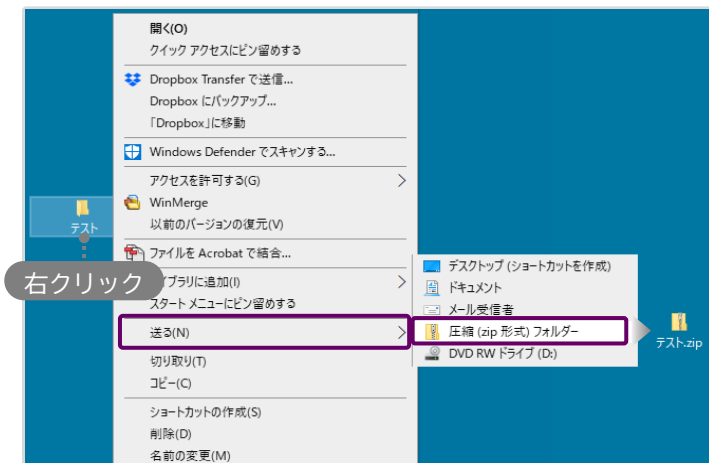 開く(O)
クイック アクセスにピン留めする
Dropbox Transfer で送信...
Dropbox にバックアップ...
「Dropbox」に移動
Windows Defender でスキャンする...
アクセスを許可する(G)
WinMerge
以前のバージョンの復元(V)
テスト
ファイルを Acrobat で結合...
右クリック
イブラリに追加(I)
スタート メニューにピン留めする
送る(N)
切り取り(T)
コピー(C)
ショートカットの作成(S)
削除(D)
名前の変更(M)
デスクトップ (ショートカットを作成)
ドキュメント
メール受信者
圧縮 (zip 形式) フォルダー
DVD RW ドライブ (D:)
テスト.zip